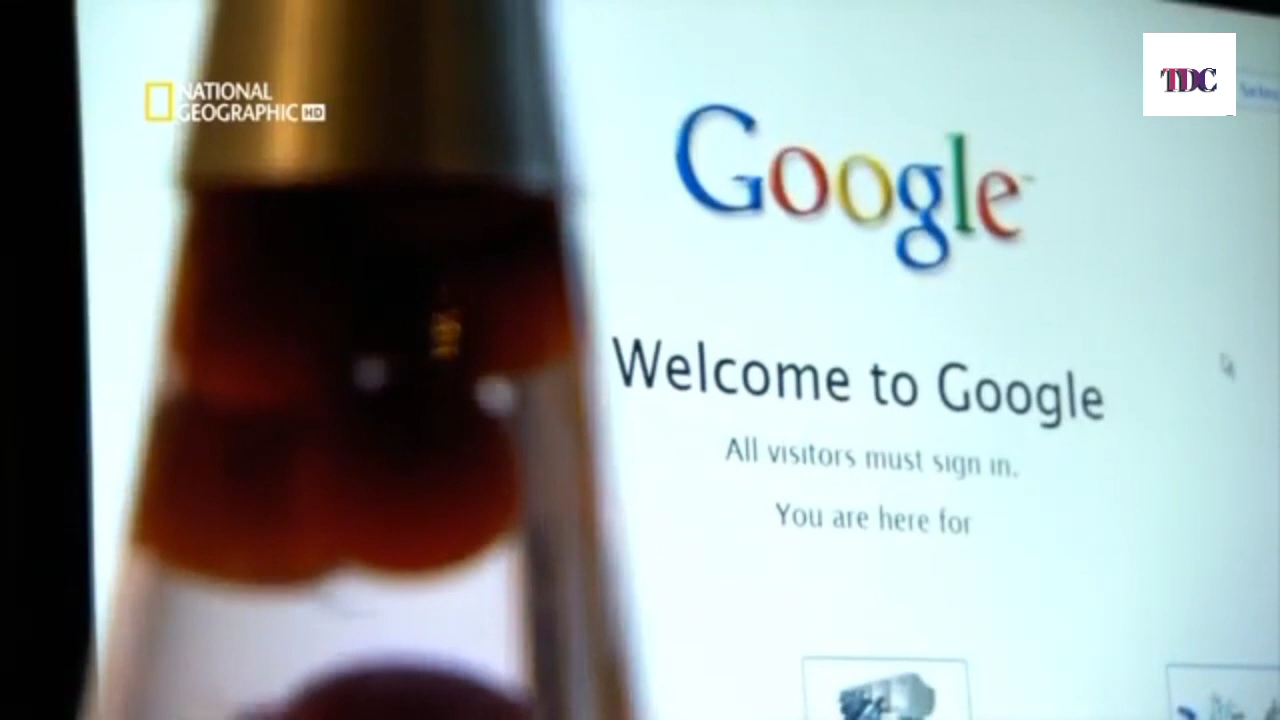 NATIONAL
GEOGRAPHIC HD
TDC
Google
Welcome to Google
All visitors must sign in.
You are here for